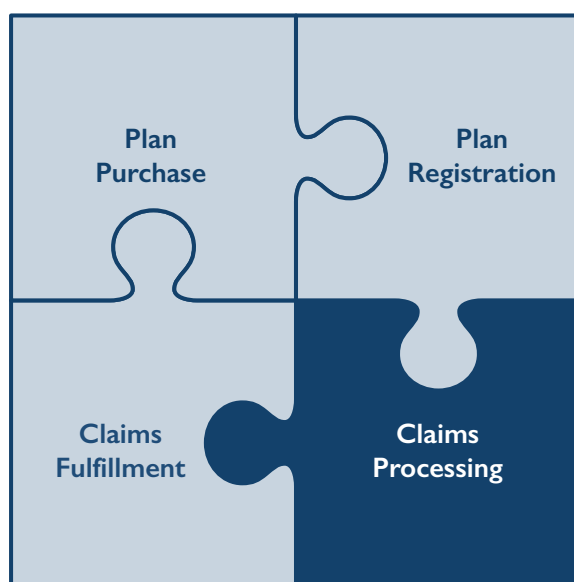 Plan
Purchase
Plan
Registration
Claims
Fulfillment
Claims
Processing